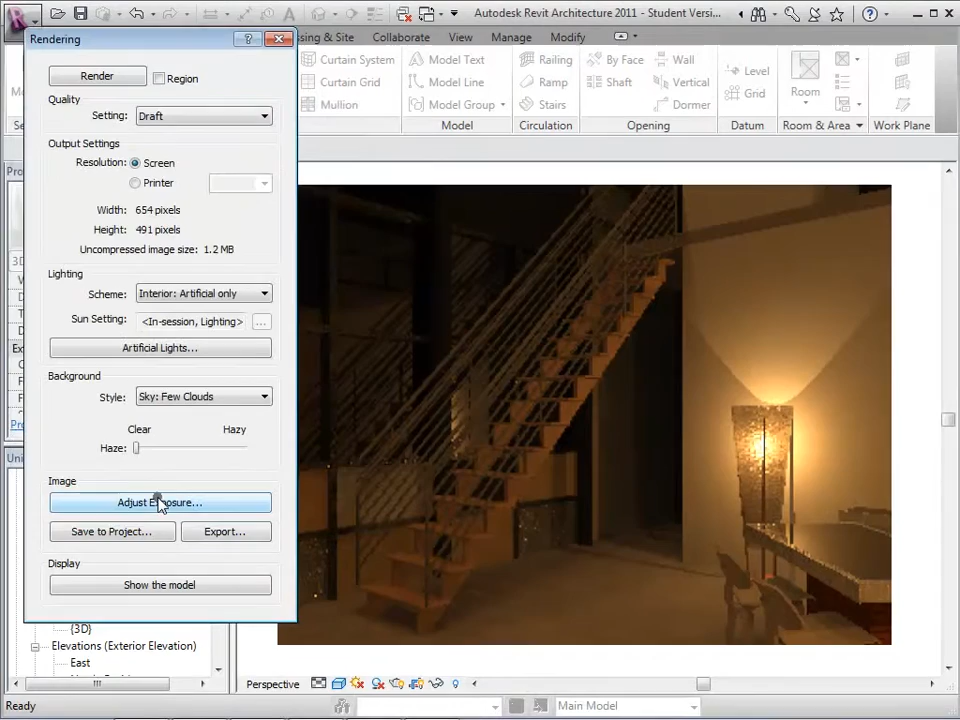 Autodesk Revit Architecture 2011 - Student Versi...
Rendering
?
ssing & Site
Collaborate
View
Manage
Modify
Render
Region
Quality
Setting:
Draft
Output Settings
Resolution:
Screen
Printer
Width:
654 pixels
Height:
491 pixels
Uncompressed image size: 1.2 MB
Lighting
Scheme:
Interior: Artificial only
Sun Setting:
<In-session, Lighting>
...
Artificial Lights...
Background
Style:
Sky: Few Clouds
Clear
Hazy
Haze:
Image
Adjust Exposure...
Save to Project...
Export...
Display
Show the model
Curtain System
Curtain Grid
Mullion
Model Text
Model Line
Model Group
Model
Railing
Ramp
Stairs
Circulation
By Face
Shaft
Wall
Vertical
Dormer
Opening
Level
Grid
Datum
Room
Room & Area
Work Plane
Pro
3D
Ex
Pr
Uni
{3D}
Elevations (Exterior Elevation)
East
Perspective
Ready
Main Model